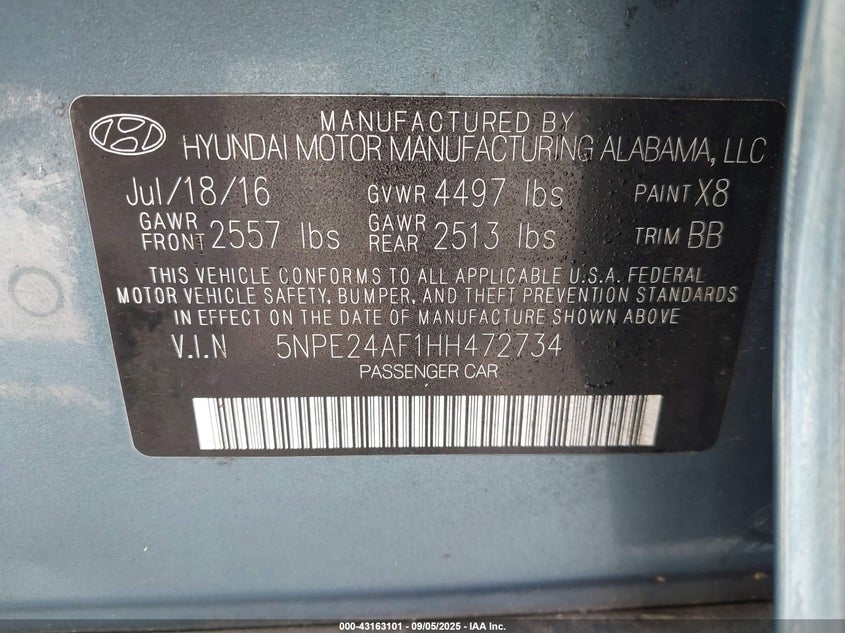 MANUFACTURED BY
HYUNDAI MOTOR MANUFACTURING ALABAMA, LLC
Jul/18/16 GVWR 4497 lbs PAINT X8
GAWR FRONT 2557 lbs GAWR REAR 2513 lbs TRIM BB
THIS VEHICLE CONFORMS TO ALL APPLICABLE U.S.A. FEDERAL
MOTOR VEHICLE SAFETY, BUMPER, AND THEFT PREVENTION STANDARDS
IN EFFECT ON THE DATE OF MANUFACTURE SHOWN ABOVE
V.I.N 5NPE24AF1HH472734
PASSENGER CAR
000-43163101 - 09/05/2025 - IAA Inc.